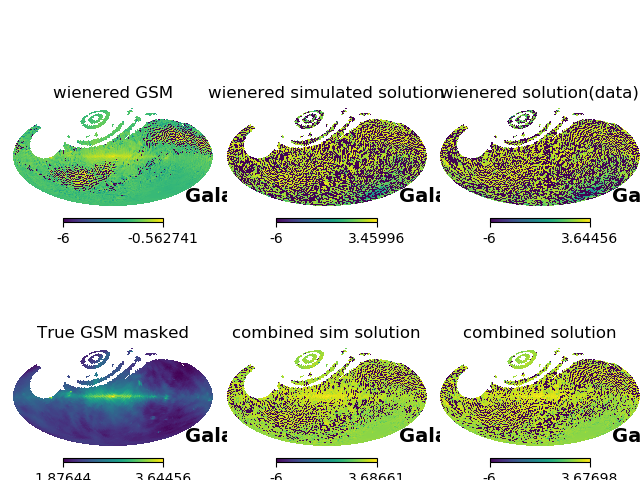 wienered GSM
wienered simulated solution
wienered solution(data)
Gala
Gala
Ga
-6 -0.562741
-6 3.45996
-6 3.64456
True GSM masked
combined sim solution
combined solution
Gala
Gala
Ga
1.87644 3.64456
-6 3.68661
-6 3.67698